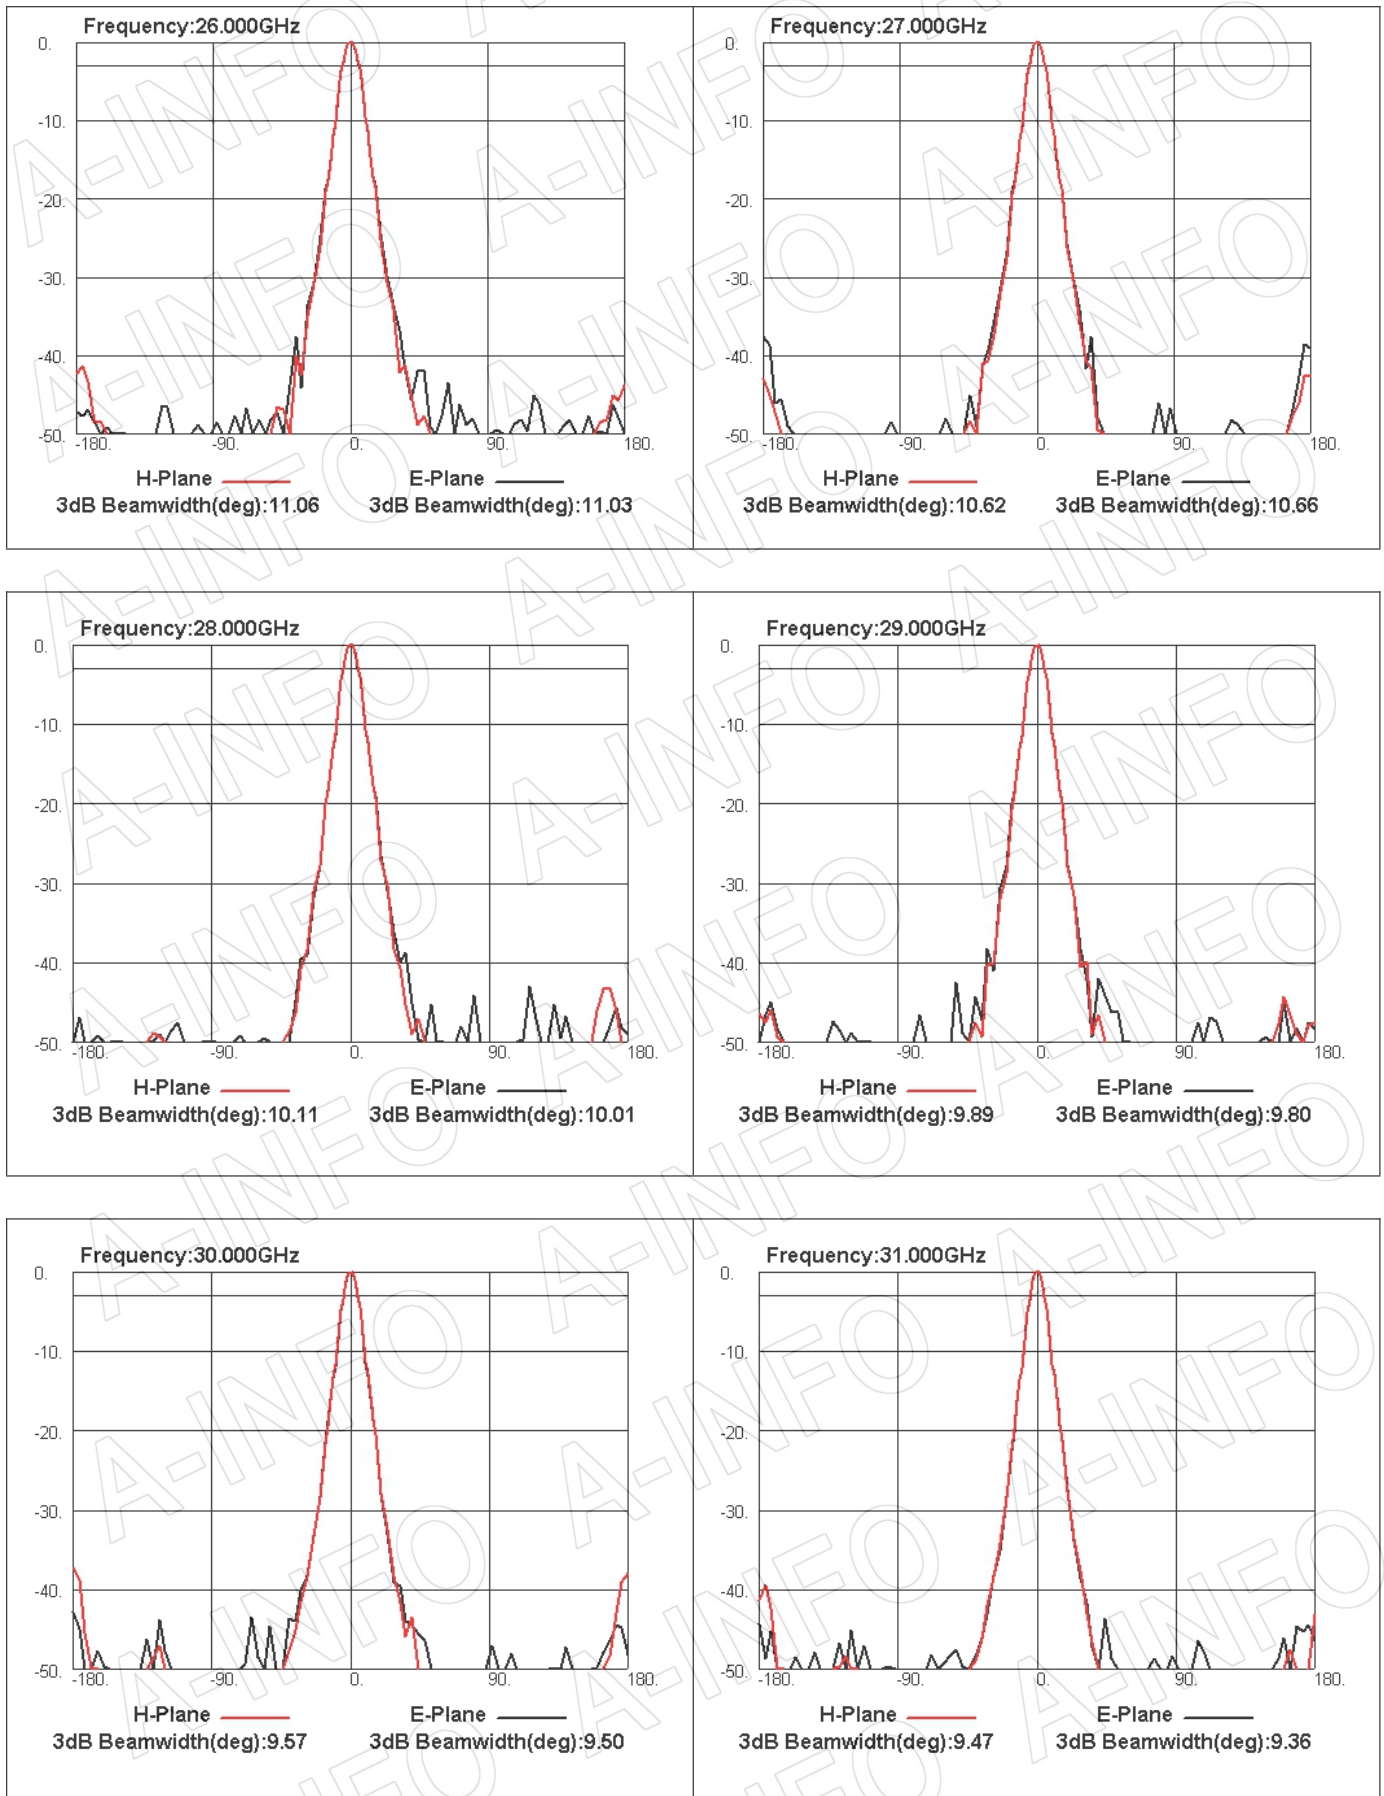 Frequency:26.000GHz
0.
-10.
-20.
-30.
-40.
-50.
-180. -90. 0. 90. 180.
H-Plane E-Plane
3dB Beamwidth(deg):11.06 3dB Beamwidth(deg):11.03
Frequency:27.000GHz
0.
-10.
-20.
-30.
-40.
-50.
-180. -90. 0. 90. 180.
H-Plane E-Plane
3dB Beamwidth(deg):10.62 3dB Beamwidth(deg):10.66
Frequency:28.000GHz
0.
-10.
-20.
-30.
-40.
-50.
-180. -90. 0. 90. 180.
H-Plane E-Plane
3dB Beamwidth(deg):10.11 3dB Beamwidth(deg):10.01
Frequency:29.000GHz
0.
-10.
-20.
-30.
-40.
-50.
-180. -90. 0. 90. 180.
H-Plane E-Plane
3dB Beamwidth(deg):9.89 3dB Beamwidth(deg):9.80
Frequency:30.000GHz
0.
-10.
-20.
-30.
-40.
-50.
-180. -90. 0. 90. 180.
H-Plane E-Plane
3dB Beamwidth(deg):9.57 3dB Beamwidth(deg):9.50
Frequency:31.000GHz
0.
-10.
-20.
-30.
-40.
-50.
-180. -90. 0. 90. 180.
H-Plane E-Plane
3dB Beamwidth(deg):9.47 3dB Beamwidth(deg):9.36
A-INFO